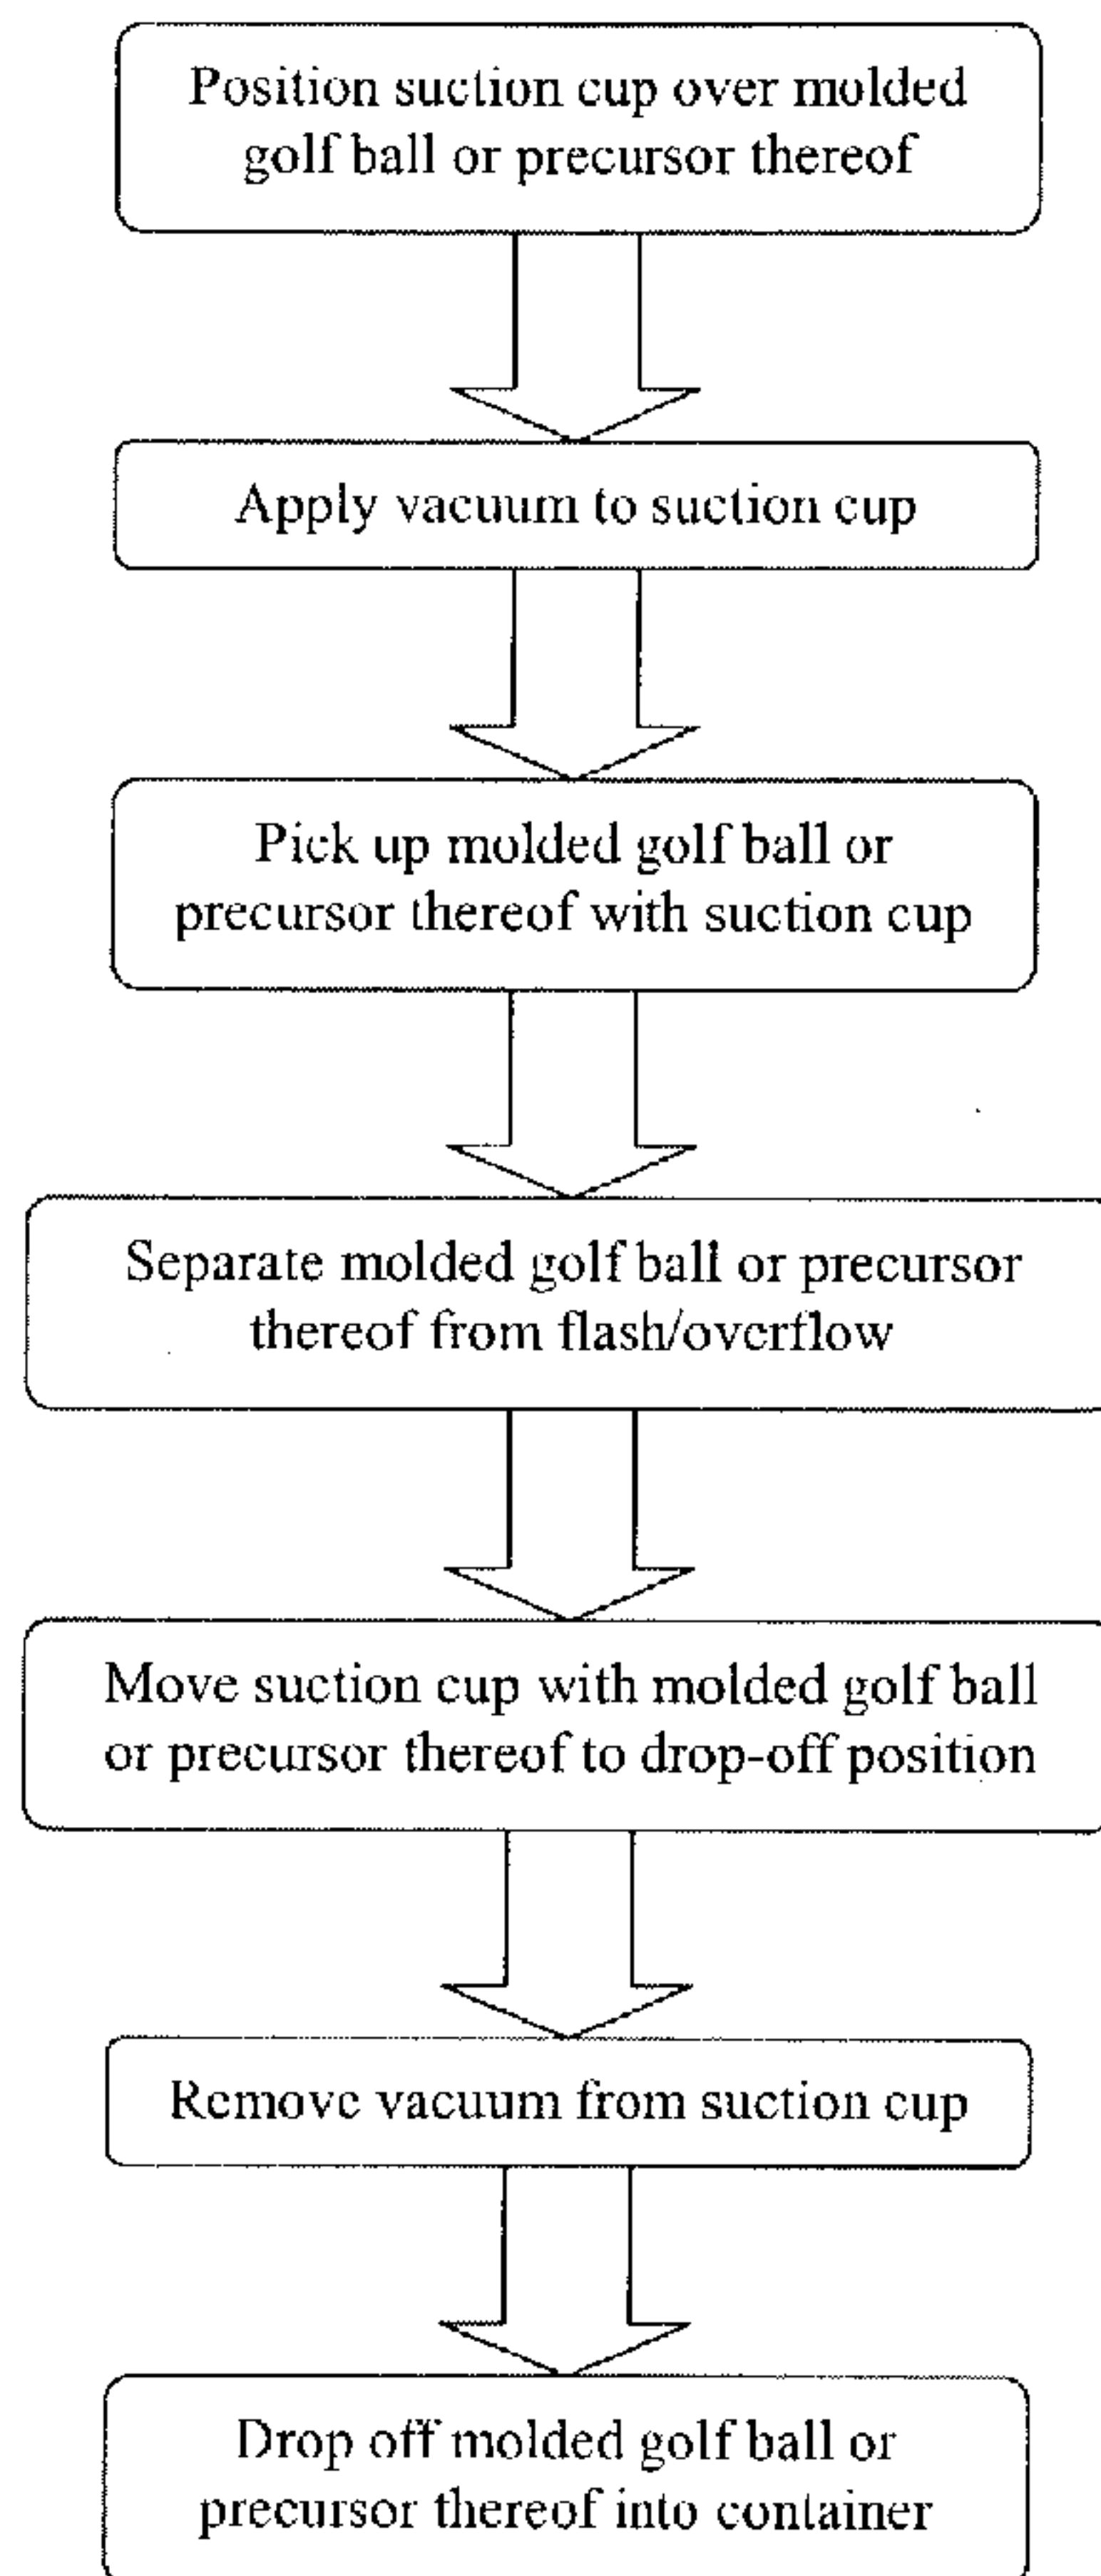 Position suction cup over molded
golf ball or precursor thereof
Apply vacuum to suction cup
Pick up molded golf ball or
precursor thereof with suction cup
Separate molded golf ball or precursor
thereof from flash/overflow
Move suction cup with molded golf ball
or precursor thereof to drop-off position
Remove vacuum from suction cup
Drop off molded golf ball or
precursor thereof into container